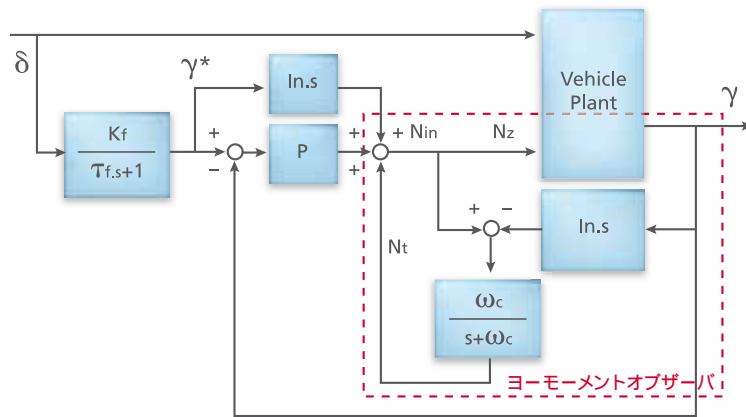 δ
γ*
In.s
Vehicle
Plant
γ
Kf
τf.s+1
+
−
P
+
+
+ Nin
Nz
+
−
In.s
Nt
ωc
s+ωc
ヨーモーメントオブザーバ